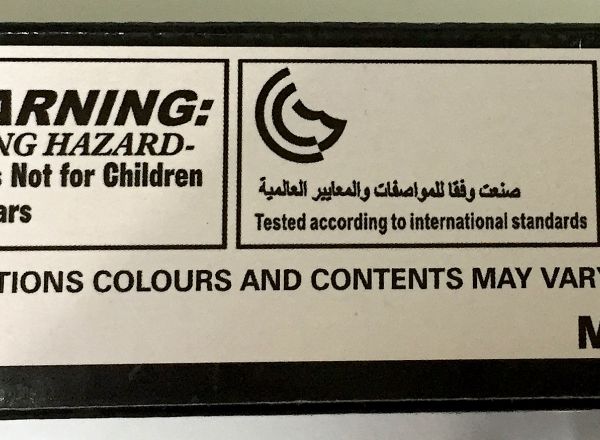 ARNING:
NG HAZARD-
s Not for Children
ars
صنعت وفقا للمواصفات والمعايير العالمية
Tested according to international standards
TIONS COLOURS AND CONTENTS MAY VARY
M